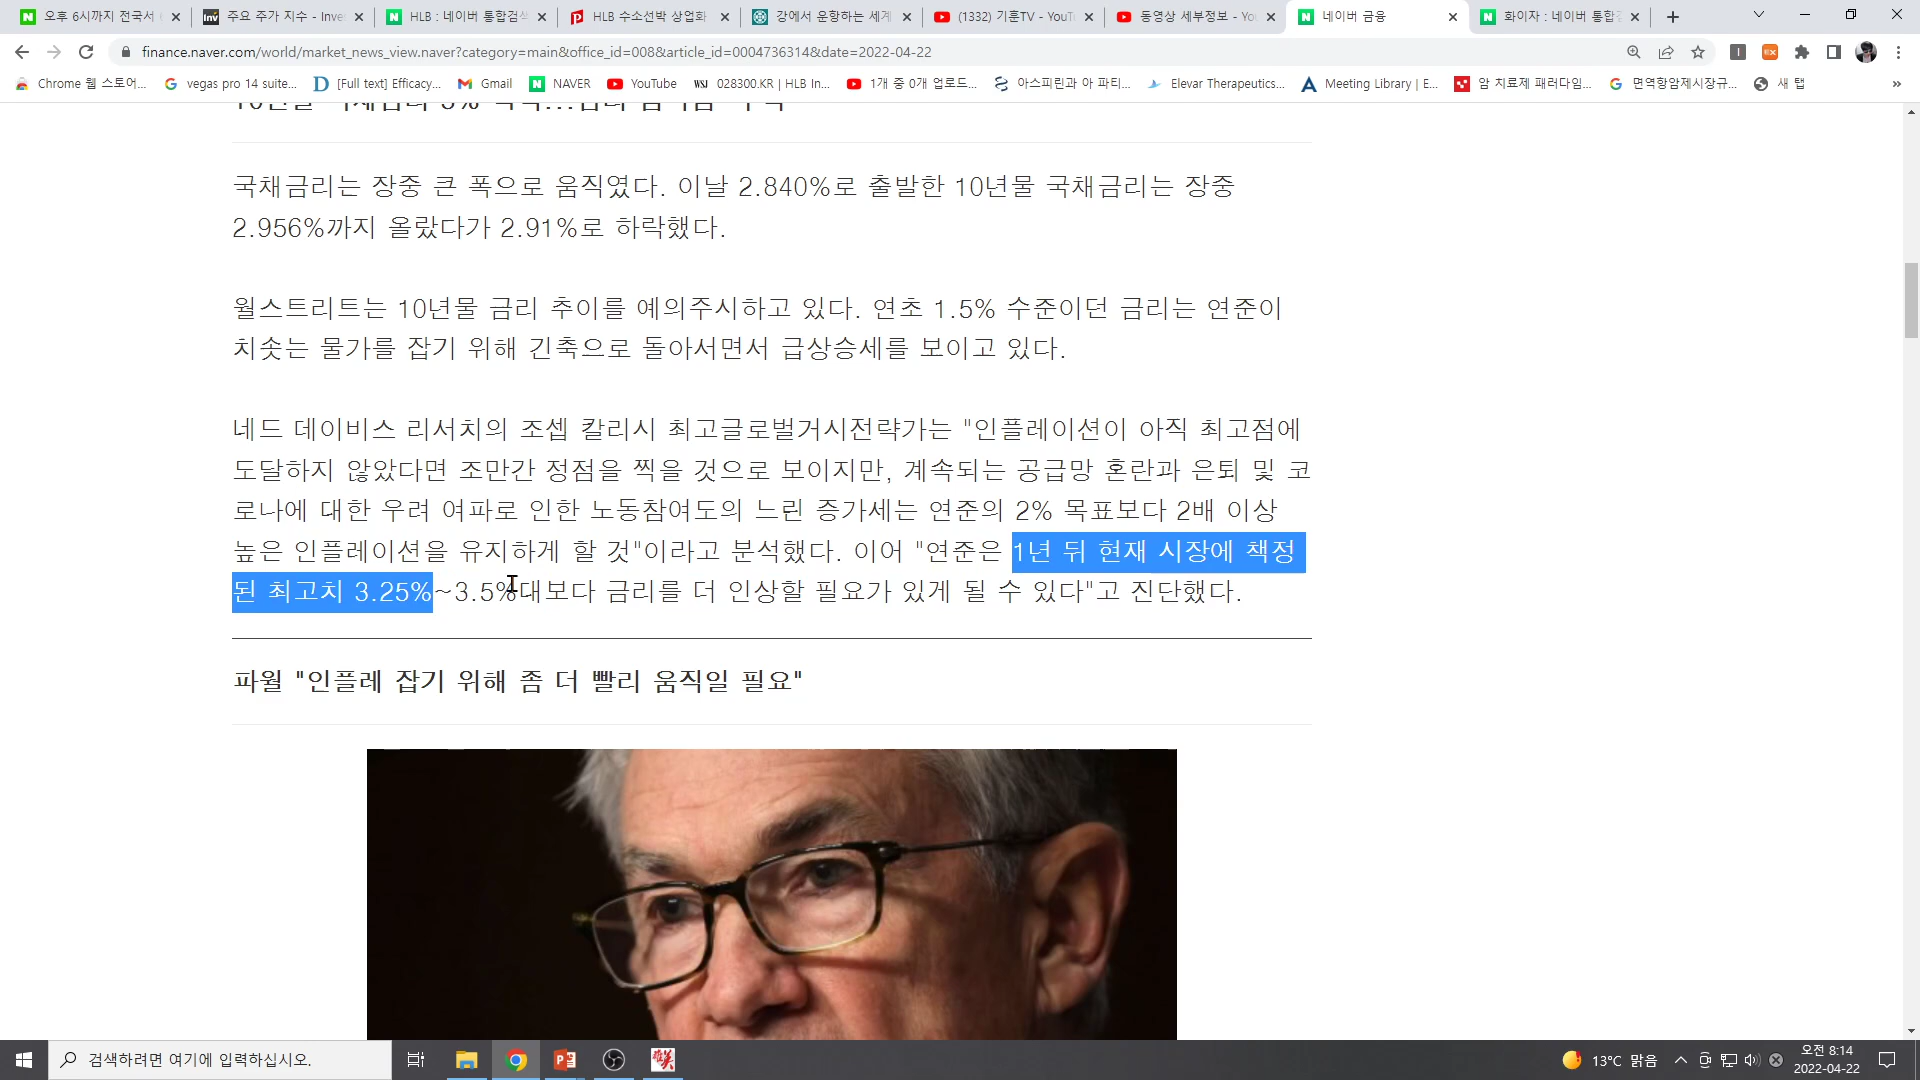 오후 6시까지 전국서
주요 주가 지수 - Inve
HLB : 네이버 통합검색
HLB 수소선박 상업화
강에서 운항하는 세계
(1332) 기훈TV - YouTu
동영상 세부정보 - You
네이버 금융
화이자 : 네이버 통합검
finance.naver.com/world/market_news_view.naver?category=main&office_id=008&article_id=0004736314&date=2022-04-22
Chrome 웹 스토어...
vegas pro 14 suite...
[Full text] Efficacy...
Gmail
NAVER
YouTube
WSJ
028300.KR | HLB In...
1개 중 0개 업로드...
아스피린과 아 파티...
Elevar Therapeutics...
Meeting Library | E...
암 치료제 패러다임...
면역항암제시장규...
새 탭
국채금리는 장중 큰 폭으로 움직였다. 이날 2.840%로 출발한 10년물 국채금리는 장중
2.956%까지 올랐다가 2.91%로 하락했다.
월스트리트는 10년물 금리 추이를 예의주시하고 있다. 연초 1.5% 수준이던 금리는 연준이
치솟는 물가를 잡기 위해 긴축으로 돌아서면서 급상승세를 보이고 있다.
네드 데이비스 리서치의 조셉 칼리시 최고글로벌거시전략가는 "인플레이션이 아직 최고점에
도달하지 않았다면 조만간 정점을 찍을 것으로 보이지만, 계속되는 공급망 혼란과 은퇴 및 코
로나에 대한 우려 여파로 인한 노동참여도의 느린 증가세는 연준의 2% 목표보다 2배 이상
높은 인플레이션을 유지하게 할 것"이라고 분석했다. 이어 "연준은 1년 뒤 현재 시장에 책정
된 최고치 3.25%~3.5%대보다 금리를 더 인상할 필요가 있게 될 수 있다"고 진단했다.
파월 "인플레 잡기 위해 좀 더 빨리 움직일 필요"
검색하려면 여기에 입력하십시오.
13°C 맑음
오전 8:14
2022-04-22